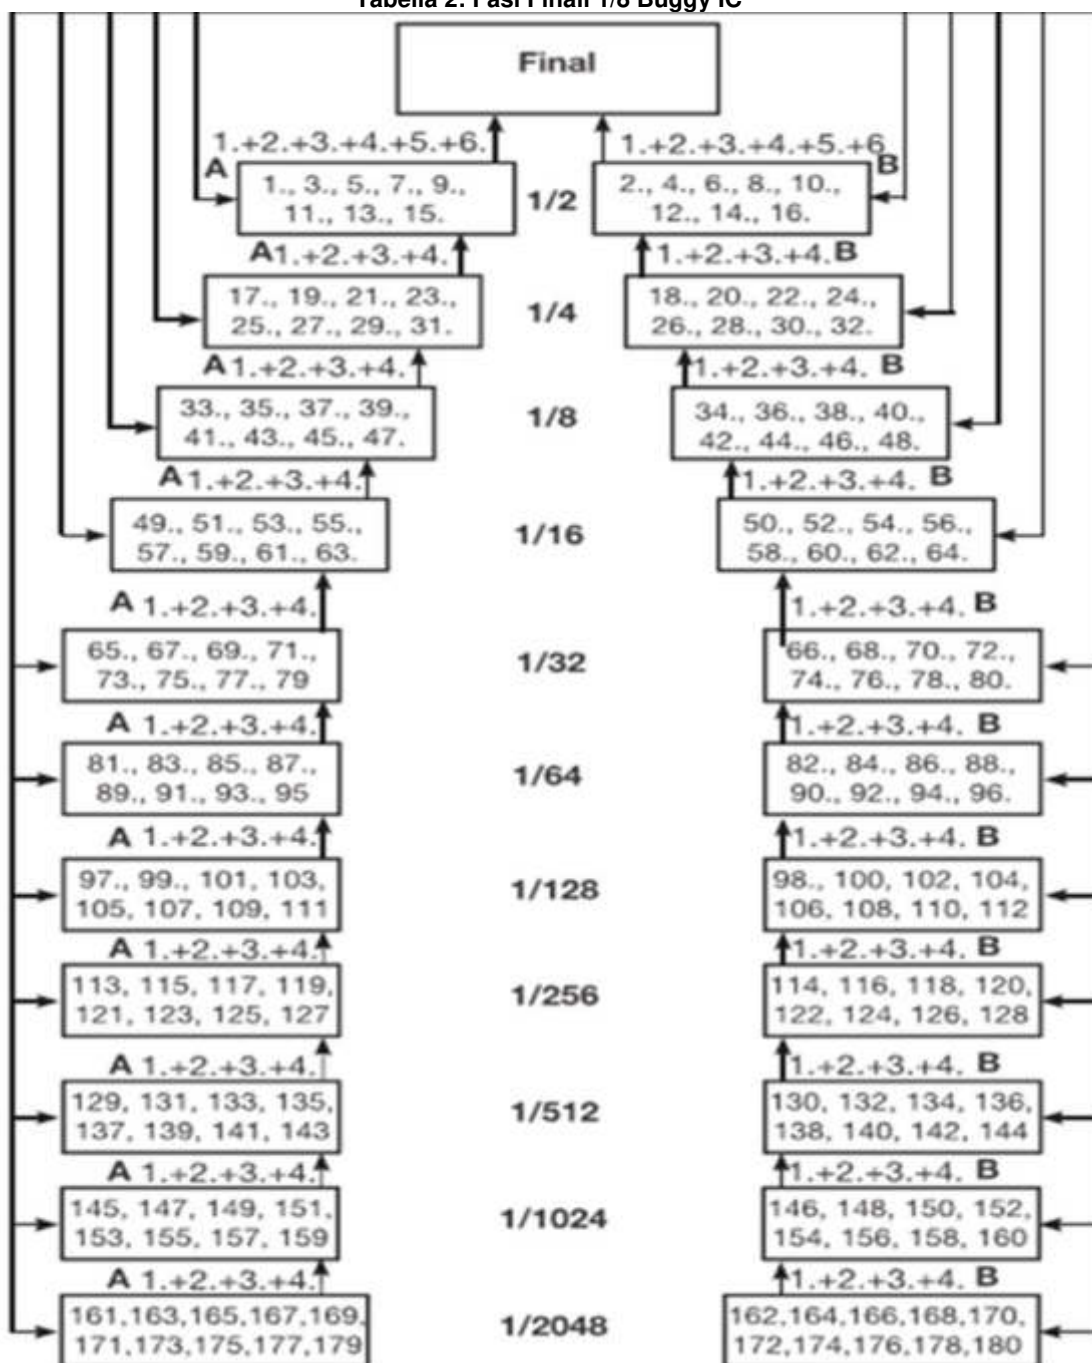 Tabella 2: Fasi Finali 1/8 Buggy IC
Final
1.+2.+3.+4.+5.+6. 1.+2.+3.+4.+5.+6
A B
1., 3., 5., 7., 9., 1/2 2., 4., 6., 8., 10.,
11., 13., 15. 12., 14., 16.
A 1.+2.+3.+4. 1.+2.+3.+4. B
17., 19., 21., 23., 1/4 18., 20., 22., 24.,
25., 27., 29., 31. 26., 28., 30., 32.
A 1.+2.+3.+4. 1.+2.+3.+4. B
33., 35., 37., 39., 1/8 34., 36., 38., 40.,
41., 43., 45., 47. 42., 44., 46., 48.
A 1.+2.+3.+4. 1.+2.+3.+4. B
49., 51., 53., 55., 1/16 50., 52., 54., 56.,
57., 59., 61., 63. 58., 60., 62., 64.
A 1.+2.+3.+4. 1.+2.+3.+4. B
65., 67., 69., 71., 1/32 66., 68., 70., 72.,
73., 75., 77., 79 74., 76., 78., 80.
A 1.+2.+3.+4. 1.+2.+3.+4. B
81., 83., 85., 87., 1/64 82., 84., 86., 88.,
89., 91., 93., 95 90., 92., 94., 96.
A 1.+2.+3.+4. 1.+2.+3.+4. B
97., 99., 101, 103, 1/128 98., 100, 102, 104,
105, 107, 109, 111 106, 108, 110, 112
A 1.+2.+3.+4. 1.+2.+3.+4. B
113, 115, 117, 119, 1/256 114, 116, 118, 120,
121, 123, 125, 127 122, 124, 126, 128
A 1.+2.+3.+4. 1.+2.+3.+4. B
129, 131, 133, 135, 1/512 130, 132, 134, 136,
137, 139, 141, 143 138, 140, 142, 144
A 1.+2.+3.+4. 1.+2.+3.+4. B
145, 147, 149, 151, 1/1024 146, 148, 150, 152,
153, 155, 157, 159 154, 156, 158, 160
A 1.+2.+3.+4. 1.+2.+3.+4. B
161,163,165,167,169, 1/2048 162,164,166,168,170,
171,173,175,177,179 172,174,176,178,180